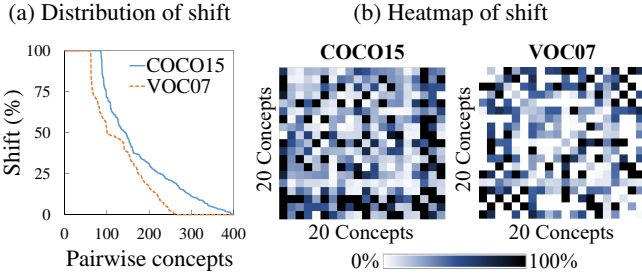 (a) Distribution of shift
100
75
50
25
0
Shift (%)
COCO15
VOC07
0 100 200 300 400
Pairwise concepts
(b) Heatmap of shift
COCO15
20 Concepts
20 Concepts
VOC07
20 Concepts
20 Concepts
0% 100%